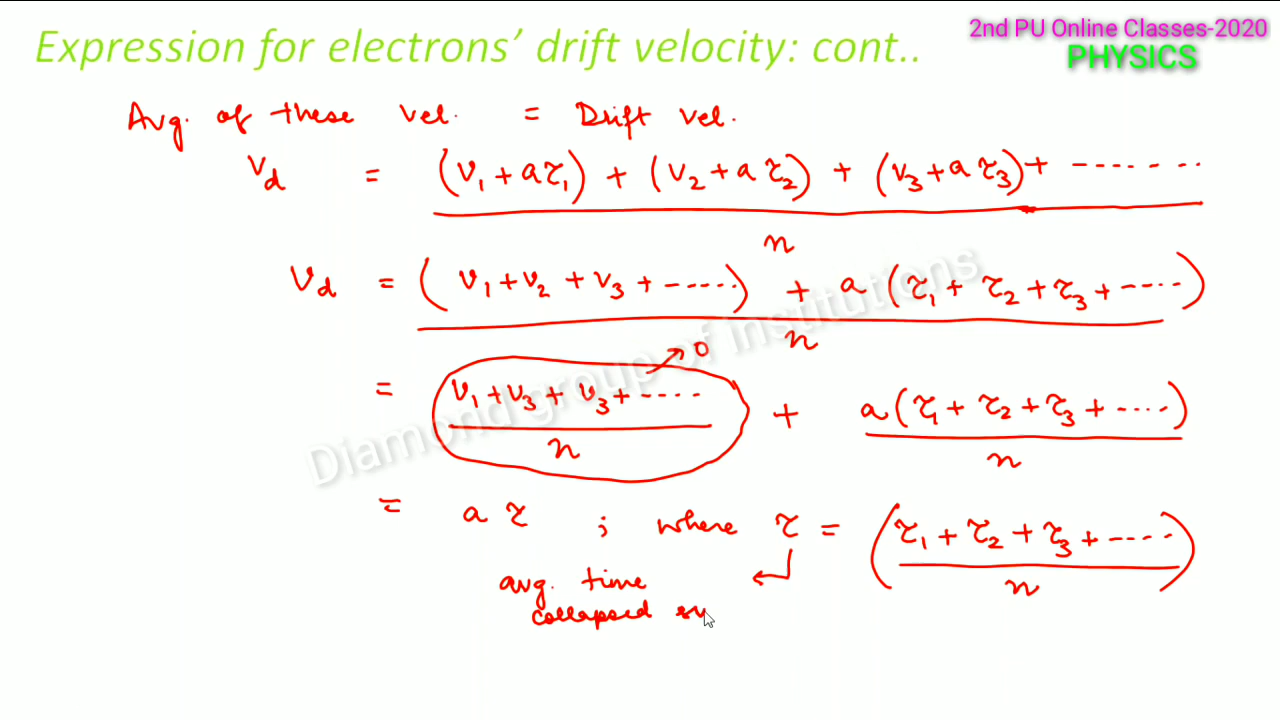 Expression for electrons' drift velocity: cont..
2nd PU Online Classes-2020
PHYSICS
Avg. of these vel. = Drift vel.
Vd = (v1 + aτ1) + (v2 + aτ2) + (v3 + aτ3) + -------
n
Vd = (v1 + v2 + v3 + ------) + a (τ1 + τ2 + τ3 + ----)
n
= v1 + v3 + v3 + ---- → 0 + a (τ1 + τ2 + τ3 + ----)
n n
= a τ ; where τ = (τ1 + τ2 + τ3 + ----)
n
avg. time
collapsed
Diamond group of institutions